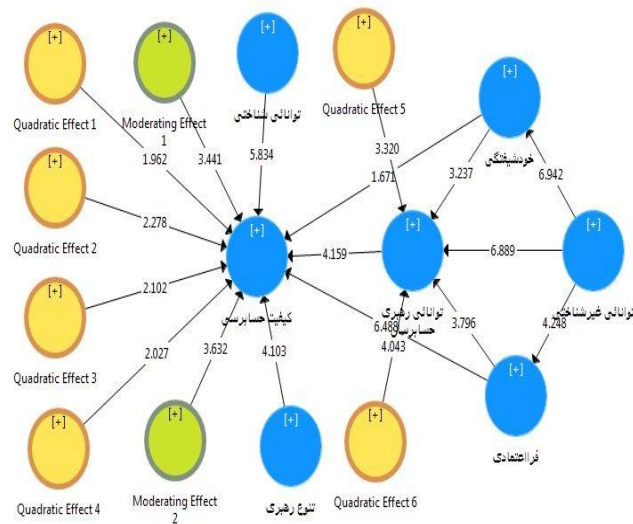 [+]
[+]
[+]
[+]
[+]
Quadratic Effect 1
Moderating Effect
1
توانائی شناختی
Quadratic Effect 5
خودشیفتگی
1.962
3.441
5.834
3.320
1.671
3.237
6.942
[+]
[+]
[+]
[+]
Quadratic Effect 2
2.278
4.159
6.889
کیفیت حسابرسی
توانائی رهبری
حسابرسان
توانائی غیرشناختی
[+]
2.102
Quadratic Effect 3
2.027
3.632
4.103
6.488
4.043
3.796
4.248
[+]
[+]
[+]
[+]
[+]
فرااعتمادی
Quadratic Effect 4
Moderating Effect
2
تنوع رهبری
Quadratic Effect 6